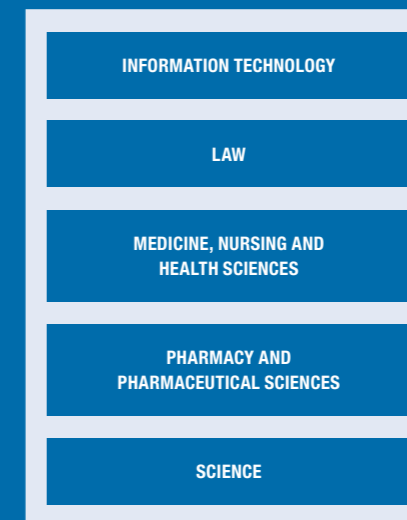 INFORMATION TECHNOLOGY
LAW
MEDICINE, NURSING AND
HEALTH SCIENCES
PHARMACY AND
PHARMACEUTICAL SCIENCES
SCIENCE